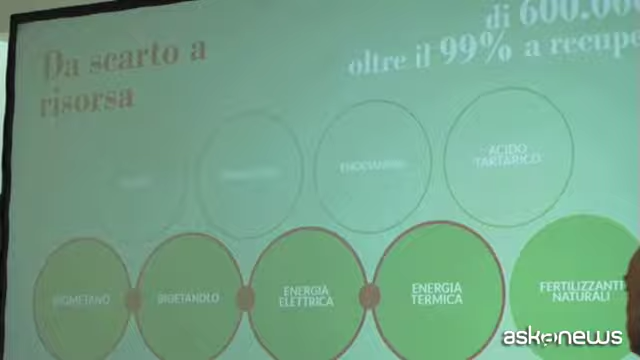 Da scarto a
risorsa
di 600.00
oltre il 99% a recupe
ENOCIANINA
ACIDO
TARTARICO
BIOMETANO
BIOETANOLO
ENERGIA
ELETTRICA
ENERGIA
TERMICA
FERTILIZZANTI
NATURALI
askanews